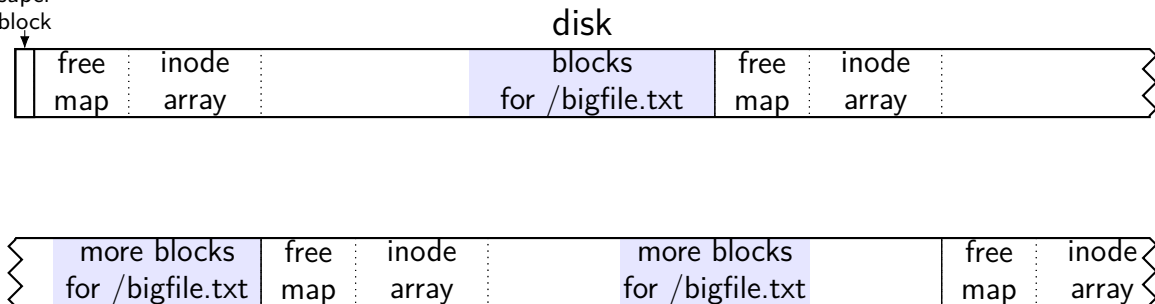 block
disk
free inode blocks free inode
map array for /bigfile.txt map array
more blocks free inode more blocks free inode
for /bigfile.txt map array for /bigfile.txt map array